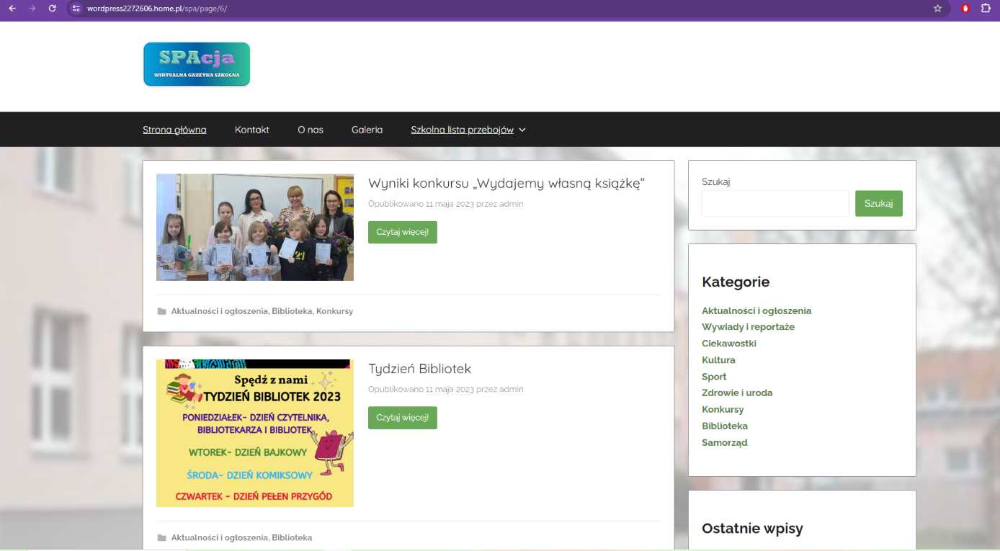 wordpress2272606.home.pl/spa/page/6/
SPAcja
WIRTUALNA GAZETKA SZKOLNA
Strona główna
Kontakt
O nas
Galeria
Szkolna lista przebojów
Wyniki konkursu „Wydajemy własną książkę”
Opublikowano 11 maja 2023 przez admin
Czytaj więcej!
Aktualności i ogłoszenia, Biblioteka, Konkursy
Spędź z nami
TYDZIEŃ BIBLIOTEK 2023
PONIEDZIAŁEK- DZIEŃ CZYTELNIKA,
BIBLIOTEKARZA I BIBLIOTEK
WTOREK- DZIEŃ BAJKOWY
ŚRODA- DZIEŃ KOMIKSOWY
CZWARTEK - DZIEŃ PEŁEN PRZYGÓD
Tydzień Bibliotek
Opublikowano 11 maja 2023 przez admin
Czytaj więcej!
Aktualności i ogłoszenia, Biblioteka
Szukaj
Szukaj
Kategorie
Aktualności i ogłoszenia
Wywiady i reportaże
Ciekawostki
Kultura
Sport
Zdrowie i uroda
Konkursy
Biblioteka
Samorząd
Ostatnie wpisy